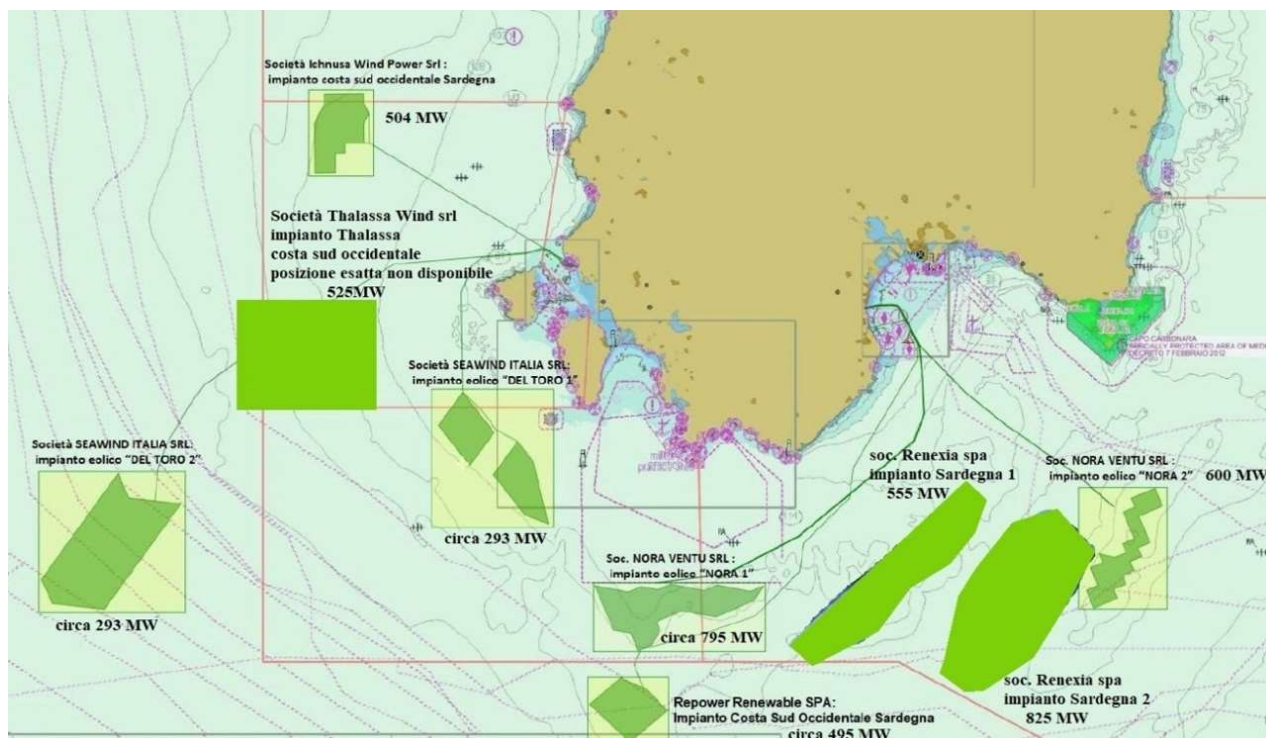 Società Ichnusa Wind Power Srl :
impianto costa sud occidentale Sardegna
504 MW
Società Thalassa Wind srl
impianto Thalassa
costa sud occidentale
posizione esatta non disponibile
525MW
Società SEAWIND ITALIA SRL:
impianto eolico "DEL TORO 1"
circa 293 MW
Società SEAWIND ITALIA SRL:
impianto eolico "DEL TORO 2"
circa 293 MW
CAPO CARBONARA
DECRETO 7 FEBBRAIO 2012
soc. Renexia spa
impianto Sardegna 1
555 MW
Soc. NORA VENTU SRL :
impianto eolico "NORA 2"
600 MW
Soc. NORA VENTU SRL :
impianto eolico "NORA 1"
circa 795 MW
soc. Renexia spa
impianto Sardegna 2
825 MW
Repower Renewable SPA:
Impianto Costa Sud Occidentale Sardegna
circa 495 MW